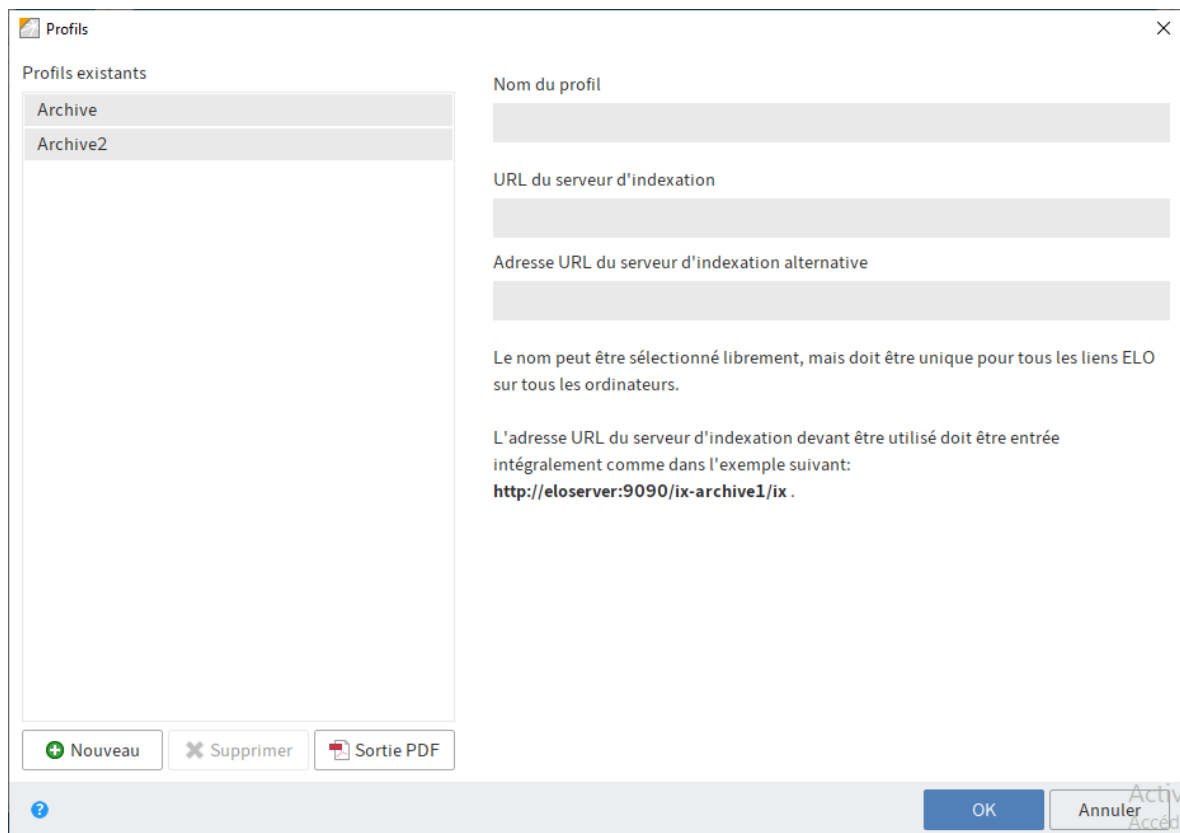 Profils
Profils existants
Archive
Archive2
Nom du profil
URL du serveur d'indexation
Adresse URL du serveur d'indexation alternative
Le nom peut être sélectionné librement, mais doit être unique pour tous les liens ELO
sur tous les ordinateurs.
L'adresse URL du serveur d'indexation devant être utilisé doit être entrée
intégralement comme dans l'exemple suivant:
http://eloserver:9090/ix-archive1/ix .
Nouveau
Supprimer
Sortie PDF
OK
Annuler